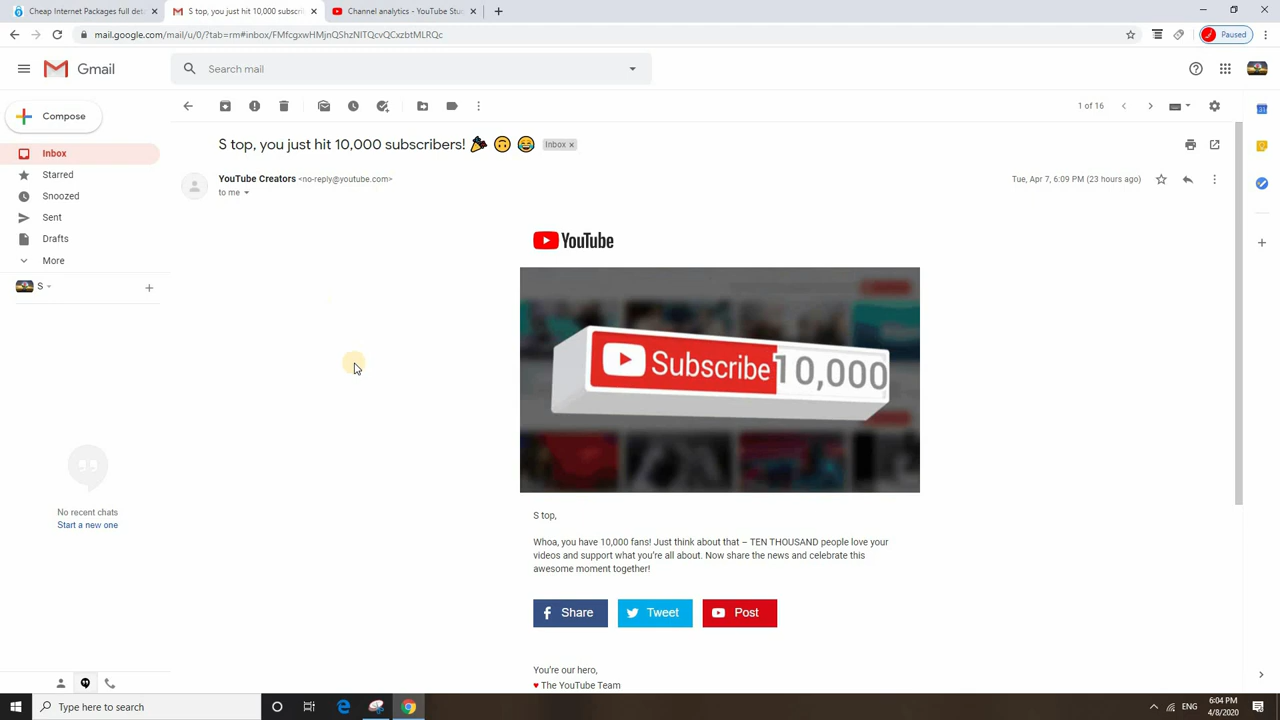 Cheap Internet Packages full det
S top, you just hit 10,000 subscri
Channel analytics - YouTube Stu
mail.google.com/mail/u/0/?tab=rm#inbox/FMfcgxwHMjnQShzNlTQcvQCxzbtMLRQc
Paused
Gmail
Search mail
Compose
1 of 16
S top, you just hit 10,000 subscribers! 🎉 🙃 😂 Inbox x
Inbox
Starred
YouTube Creators <no-reply@youtube.com>
Tue, Apr 7, 6:09 PM (23 hours ago)
to me
Snoozed
Sent
Drafts
More
S
YouTube
Subscribe 10,000
No recent chats
Start a new one
S top,
Whoa, you have 10,000 fans! Just think about that – TEN THOUSAND people love your
videos and support what you're all about. Now share the news and celebrate this
awesome moment together!
Share
Tweet
Post
You're our hero,
♥ The YouTube Team
Type here to search
ENG
6:04 PM
4/8/2020